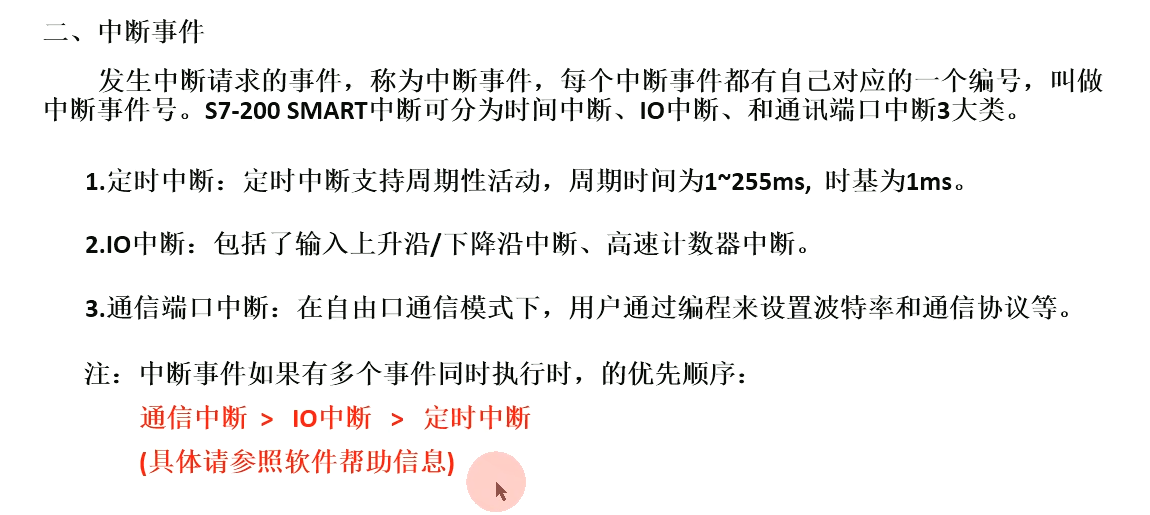 二、中断事件
发生中断请求的事件，称为中断事件，每个中断事件都有自己对应的一个编号，叫做
中断事件号。S7-200 SMART中断可分为时间中断、IO中断、和通讯端口中断3大类。
1.定时中断：定时中断支持周期性活动，周期时间为1~255ms, 时基为1ms。
2.IO中断：包括了输入上升沿/下降沿中断、高速计数器中断。
3.通信端口中断：在自由口通信模式下，用户通过编程来设置波特率和通信协议等。
注：中断事件如果有多个事件同时执行时，的优先顺序：
通信中断 > IO中断 > 定时中断
(具体请参照软件帮助信息)